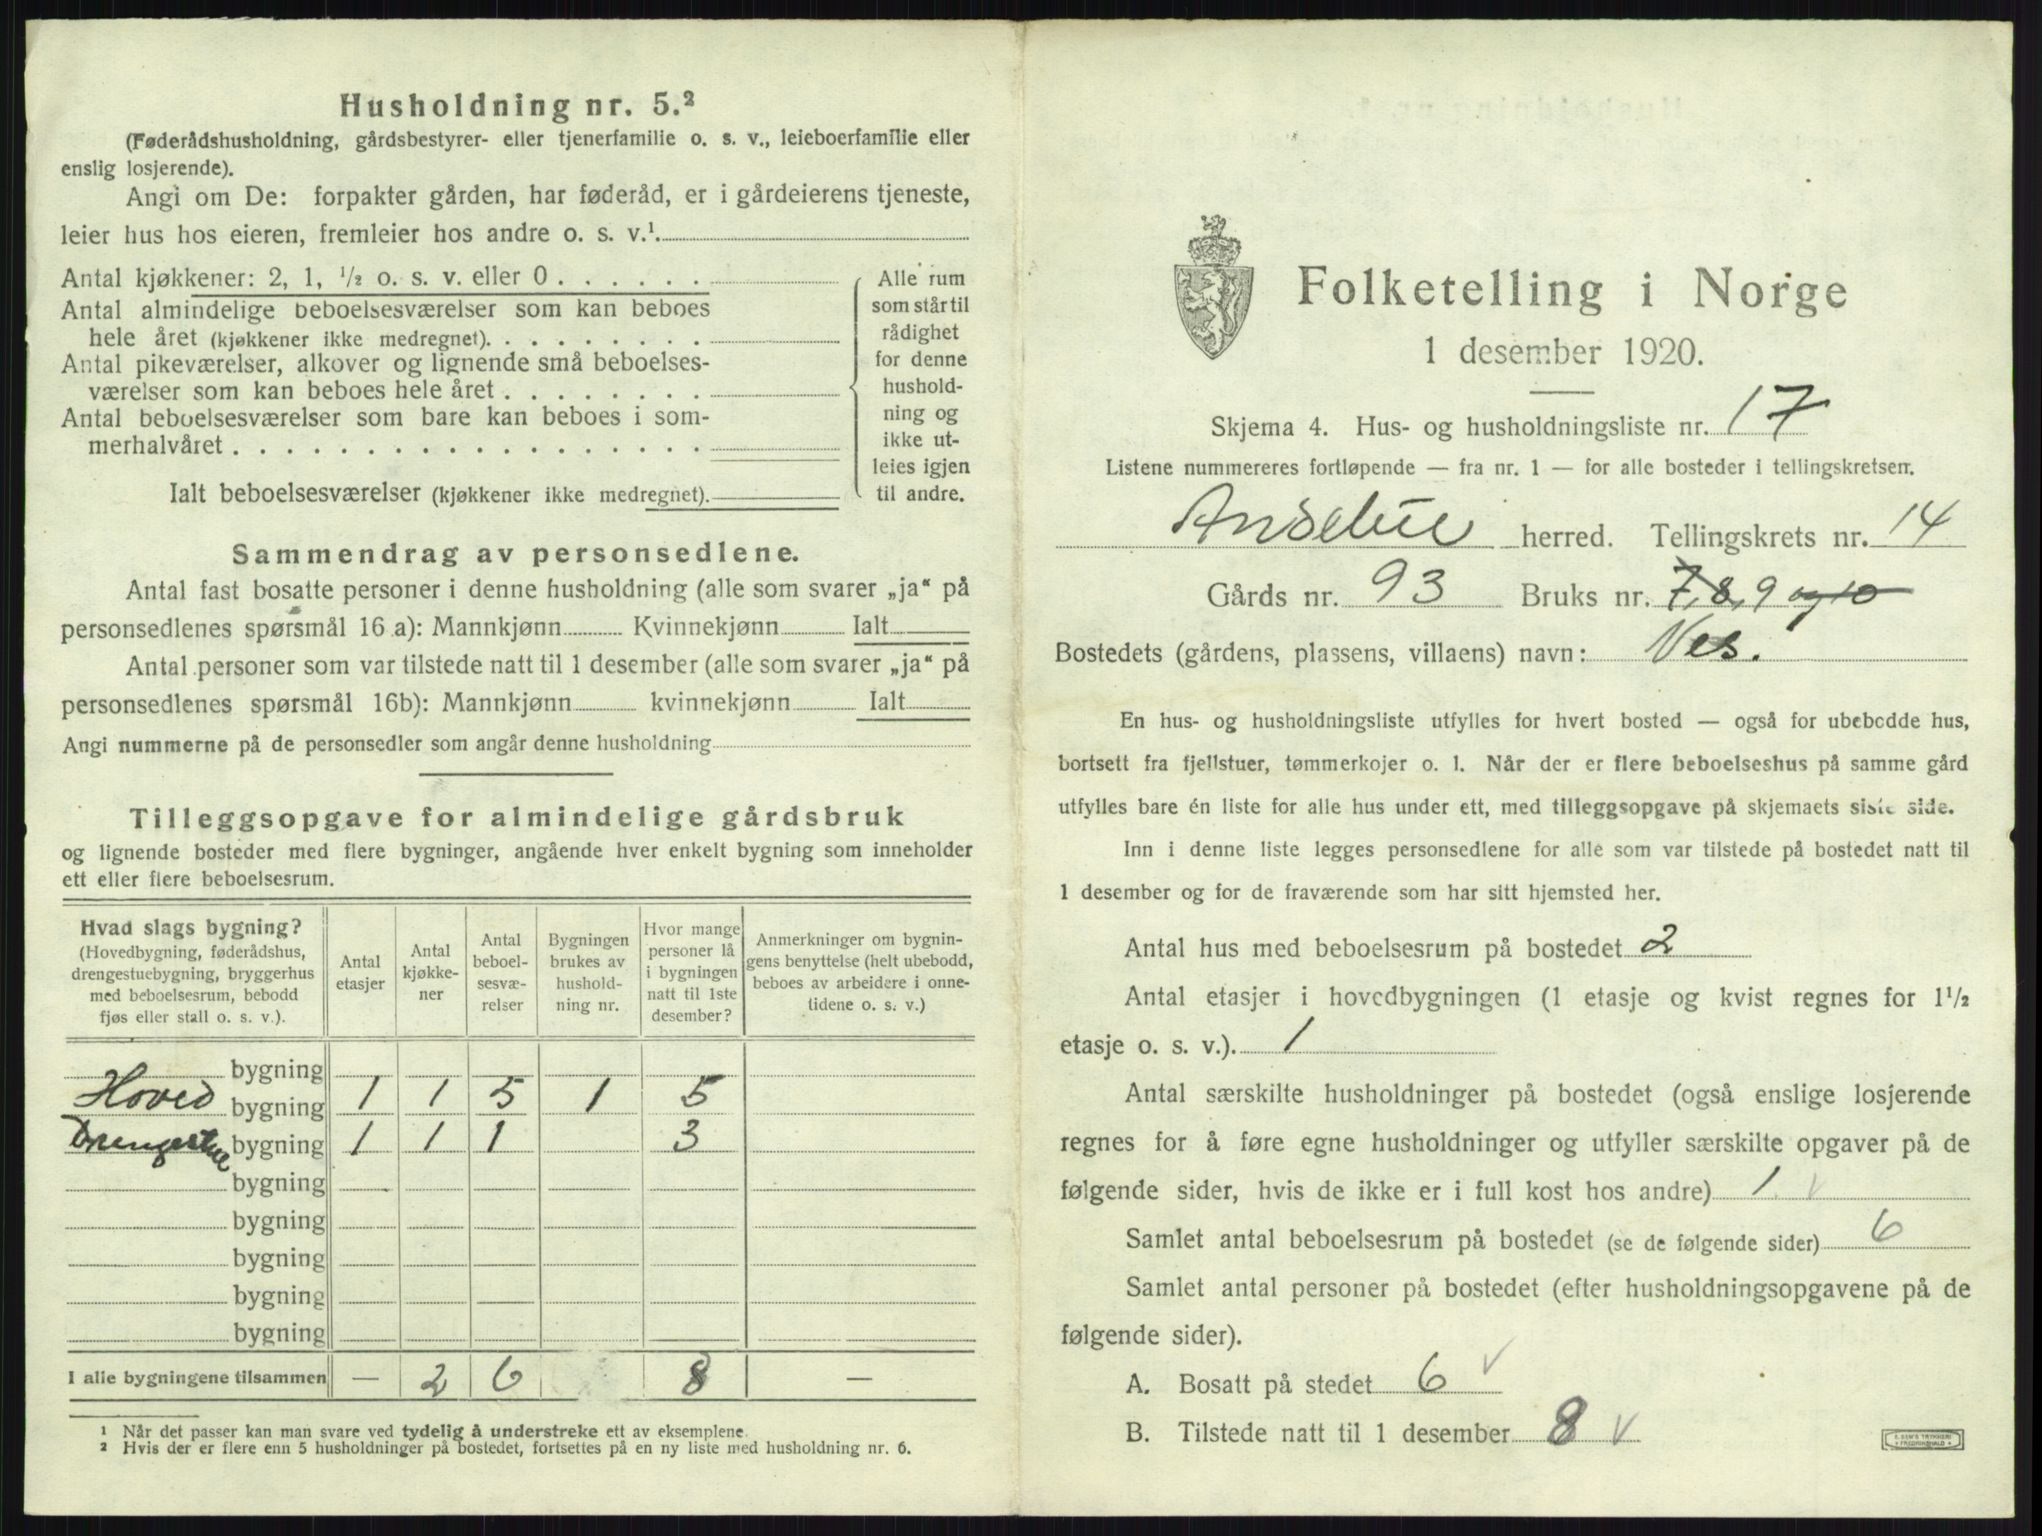 Husholdning nr. 5.²
(Føderådshusholdning, gårdsbestyrer- eller tjenerfamilie o. s. v., leieboerfamilie eller
enslig losjerende).
Angi om De: forpakter gården, har føderåd, er i gårdeierens tjeneste,
leier hus hos eieren, fremleier hos andre o. s. v.¹
Antal kjøkkener: 2, 1, ½ o. s. v. eller 0 . . . . . .
Antal almindelige beboelsesværelser som kan beboes
hele året (kjøkkener ikke medregnet). . . . . . . . .
Antal pikeværelser, alkover og lignende små beboelses-
værelser som kan beboes hele året . . . . . . . .
Antal beboelsesværelser som bare kan beboes i som-
merhalvåret . . . . . . . . . . . . . . . . . .
Ialt beboelsesværelser (kjøkkener ikke medregnet).
Alle rum
som står til
rådighet
for denne
hushold-
ning og
ikke ut-
leies igjen
til andre.
Sammendrag av personsedlene.
Antal fast bosatte personer i denne husholdning (alle som svarer „ja“ på
personsedlenes spørsmål 16 a): Mannkjønn Kvinnekjønn Ialt
Antal personer som var tilstede natt til 1 desember (alle som svarer „ja“ på
personsedlenes spørsmål 16b): Mannkjønn kvinnekjønn Ialt
Angi nummerne på de personsedler som angår denne husholdning
Tilleggsopgave for almindelige gårdsbruk
og lignende bosteder med flere bygninger, angående hver enkelt bygning som inneholder
ett eller flere beboelsesrum.
Hvad slags bygning?
(Hovedbygning, føderådshus,
drengestuebygning, bryggerhus
med beboelsesrum, bebodd
fjøs eller stall o. s. v.).
Antal
etasjer
Antal
kjøkke-
ner
Antal
beboel-
sesvæ-
relser
Bygningen
brukes av
hushold-
ning nr.
Hvor mange
personer lå
i bygningen
natt til 1ste
desember?
Anmerkninger om bygnin-
gens benyttelse (helt ubebodd,
beboes av arbeidere i onne-
tidene o. s. v.)
bygning
Hoved bygning 1 1 5 1 5
Drengestue bygning 1 1 1 3
bygning
bygning
bygning
bygning
bygning
I alle bygningene tilsammen — 2 6 8 —
¹ Når det passer kan man svare ved tydelig å understreke ett av eksemplene.
² Hvis der er flere enn 5 husholdninger på bostedet, fortsettes på en ny liste med husholdning nr. 6.
Folketelling i Norge
1 desember 1920.
Skjema 4. Hus- og husholdningsliste nr. 17
Listene nummereres fortløpende — fra nr. 1 — for alle bosteder i tellingskretsen.
Andebu herred. Tellingskrets nr. 14
Gårds nr. 93 Bruks nr. 7, 8, 9 og 10
Bostedets (gårdens, plassens, villaens) navn: Nes.
En hus- og husholdningsliste utfylles for hvert bosted — også for ubebodde hus,
bortsett fra fjellstuer, tømmerkojer o. l. Når der er flere beboelseshus på samme gård
utfylles bare én liste for alle hus under ett, med tilleggsopgave på skjemaets siste side.
Inn i denne liste legges personsedlene for alle som var tilstede på bostedet natt til
1 desember og for de fraværende som har sitt hjemsted her.
Antal hus med beboelsesrum på bostedet 2
Antal etasjer i hovedbygningen (1 etasje og kvist regnes for 1½
etasje o. s. v.). 1
Antal særskilte husholdninger på bostedet (også enslige losjerende
regnes for å føre egne husholdninger og utfyller særskilte opgaver på de
følgende sider, hvis de ikke er i full kost hos andre) 1 v
Samlet antal beboelsesrum på bostedet (se de følgende sider) 6
Samlet antal personer på bostedet (efter husholdningsopgavene på de
følgende sider).
A. Bosatt på stedet 6 v
B. Tilstede natt til 1 desember 8 v